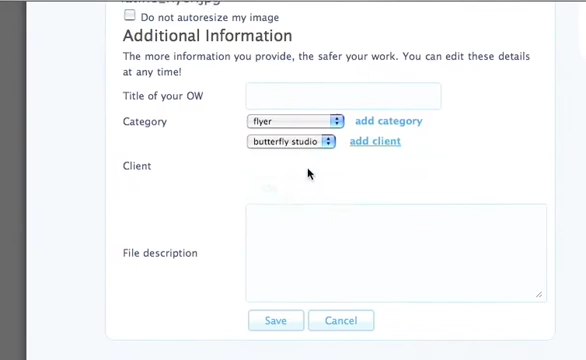 Do not autoresize my image
Additional Information
The more information you provide, the safer your work. You can edit these details
at any time!
Title of your OW
Category
flyer
add category
butterfly studio
add client
Client
File description
Save
Cancel